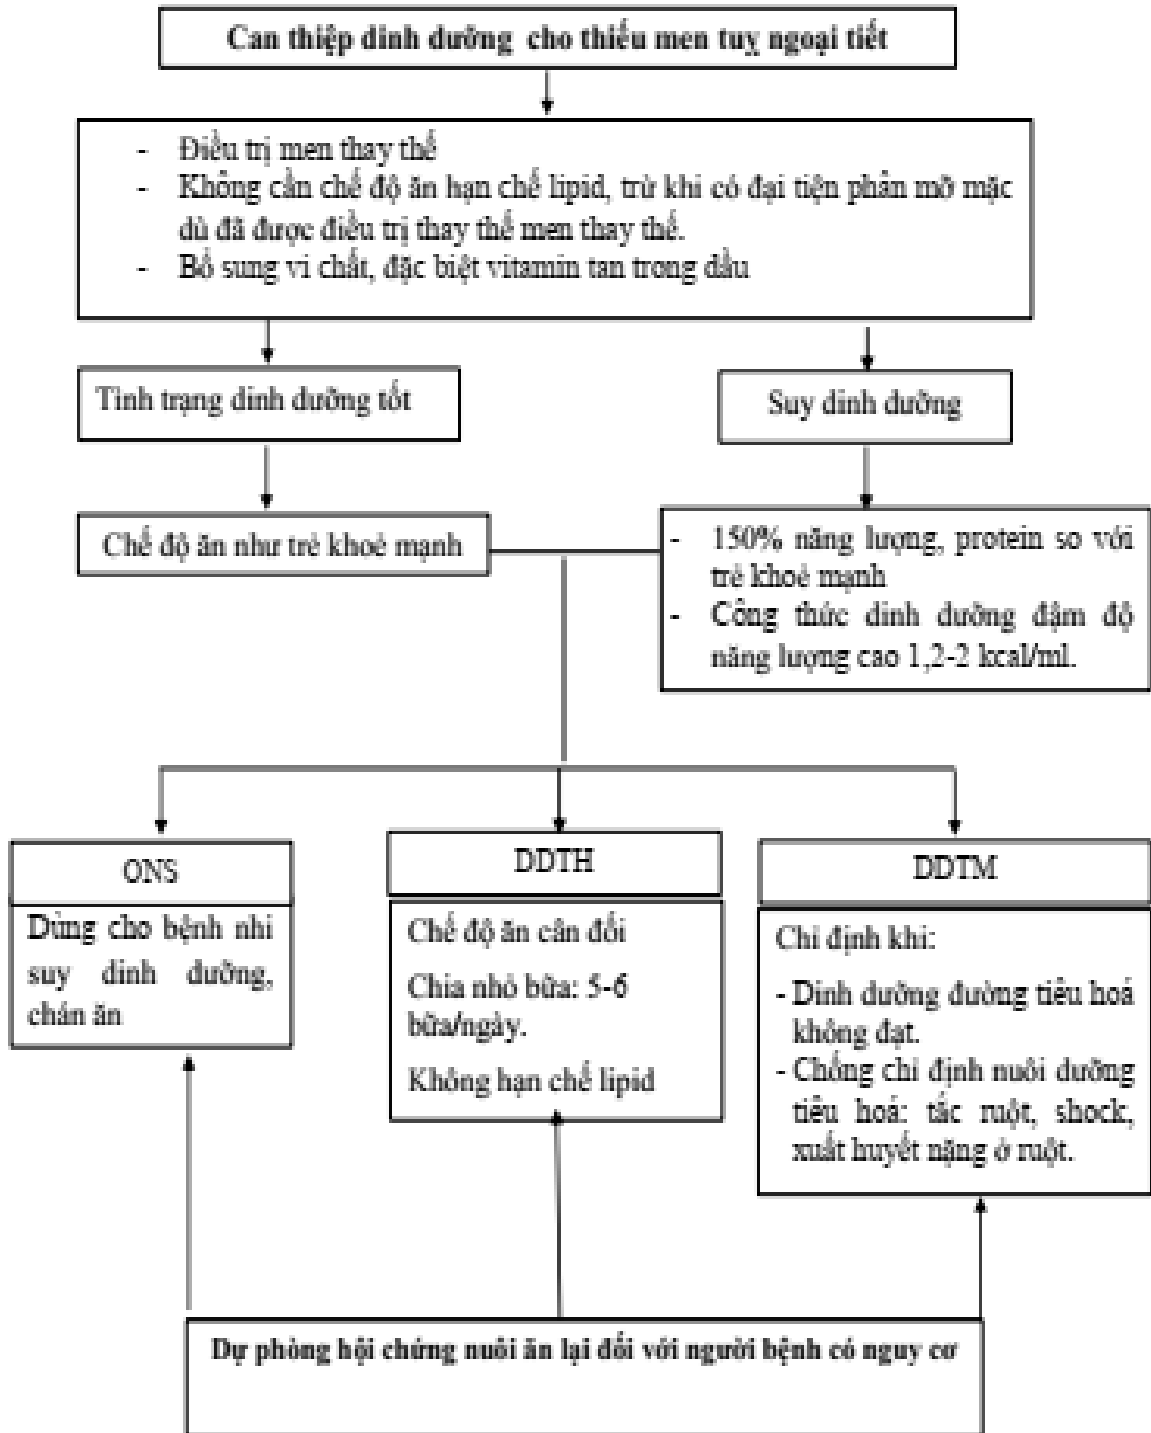 Can thiệp dinh dưỡng cho thiếu men tuỵ ngoại tiết
- Điều trị men thay thế
- Không cần chế độ ăn hạn chế lipid, trừ khi có đại tiện phân mỡ mặc
dù đã được điều trị thay thế men thay thế.
- Bổ sung vi chất, đặc biệt vitamin tan trong dầu
Tình trạng dinh dưỡng tốt
Suy dinh dưỡng
Chế độ ăn như trẻ khoẻ mạnh
- 150% năng lượng, protein so với
trẻ khoẻ mạnh
- Công thức dinh dưỡng đậm độ
năng lượng cao 1,2-2 kcal/ml.
ONS
Dùng cho bệnh nhi
suy dinh dưỡng,
chán ăn
DDTH
Chế độ ăn cân đối
Chia nhỏ bữa: 5-6
bữa/ngày.
Không hạn chế lipid
DDTM
Chỉ định khi:
- Dinh dưỡng đường tiêu hoá
không đạt.
- Chống chỉ định nuôi dưỡng
tiêu hoá: tắc ruột, shock,
xuất huyết nặng ở ruột.
Dự phòng hội chứng nuôi ăn lại đối với người bệnh có nguy cơ